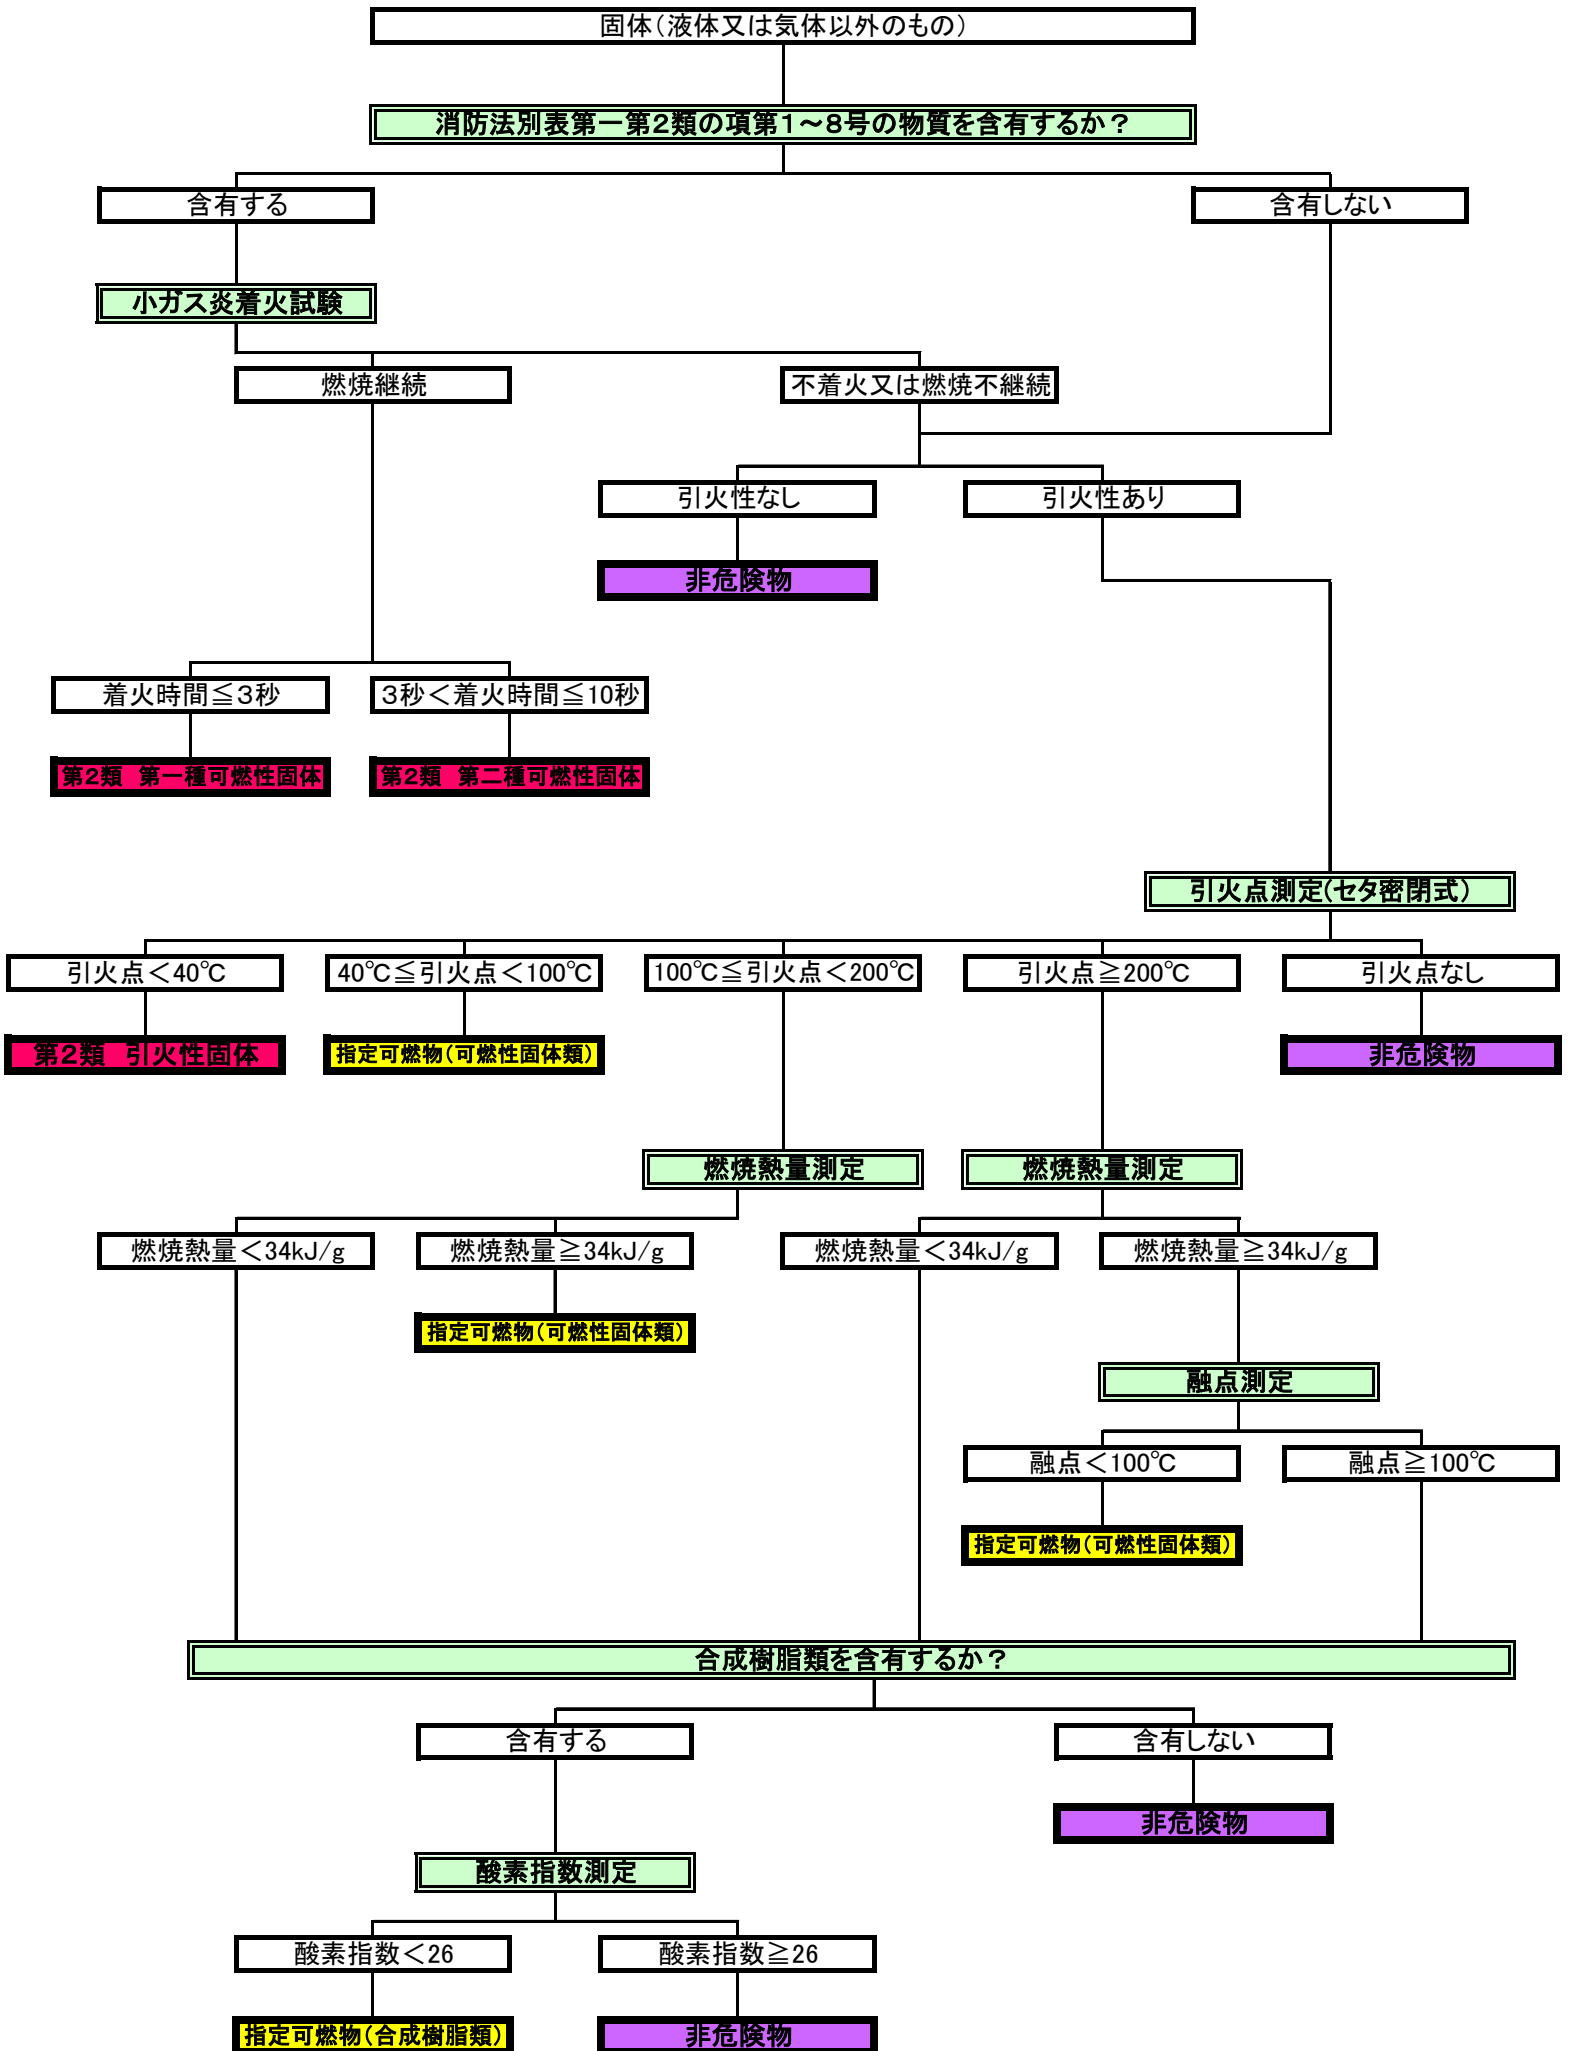 固体(液体又は気体以外のもの)
消防法別表第一第2類の項第1～8号の物質を含有するか？
含有する
含有しない
小ガス炎着火試験
燃焼継続
不着火又は燃焼不継続
引火性なし
引火性あり
非危険物
着火時間≦3秒
3秒＜着火時間≦10秒
第2類　第一種可燃性固体
第2類　第二種可燃性固体
引火点測定(セタ密閉式)
引火点＜40℃
40℃≦引火点＜100℃
100℃≦引火点＜200℃
引火点≧200℃
引火点なし
第2類　引火性固体
指定可燃物(可燃性固体類)
非危険物
燃焼熱量測定
燃焼熱量測定
燃焼熱量＜34kJ/g
燃焼熱量≧34kJ/g
燃焼熱量＜34kJ/g
燃焼熱量≧34kJ/g
指定可燃物(可燃性固体類)
融点測定
融点＜100℃
融点≧100℃
指定可燃物(可燃性固体類)
合成樹脂類を含有するか？
含有する
含有しない
非危険物
酸素指数測定
酸素指数＜26
酸素指数≧26
指定可燃物(合成樹脂類)
非危険物